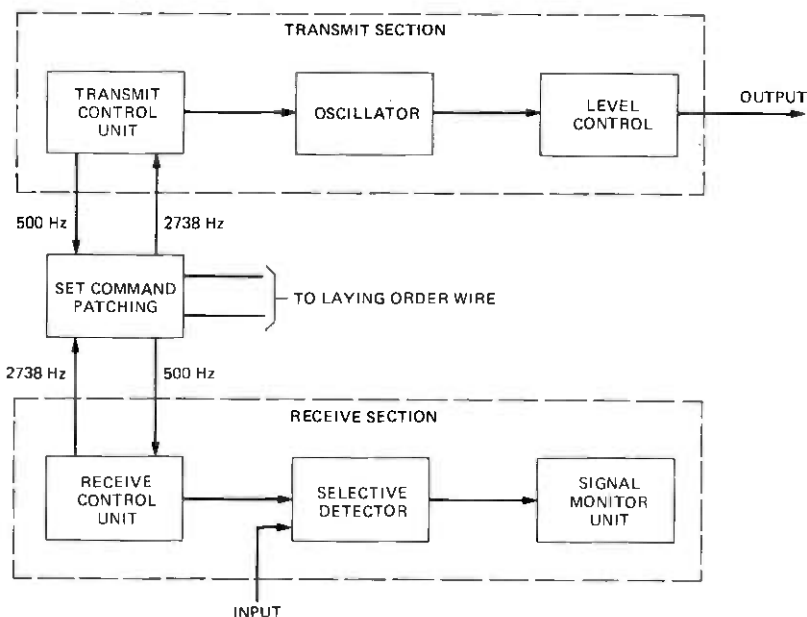 TRANSMIT SECTION
TRANSMIT
CONTROL
UNIT
OSCILLATOR
LEVEL
CONTROL
OUTPUT
500 Hz
2738 Hz
SET COMMAND
PATCHING
TO LAYING ORDER WIRE
2738 Hz
500 Hz
RECEIVE SECTION
RECEIVE
CONTROL
UNIT
SELECTIVE
DETECTOR
SIGNAL
MONITOR
UNIT
INPUT